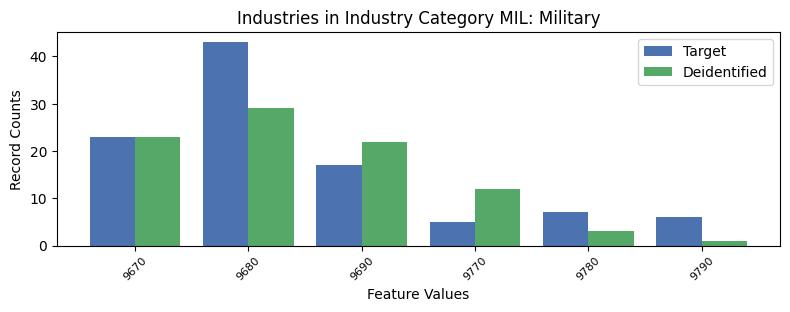 Industries in Industry Category MIL: Military
Target
Deidentified
Record Counts
40
30
20
10
0
9670
9680
9690
9770
9780
9790
Feature Values